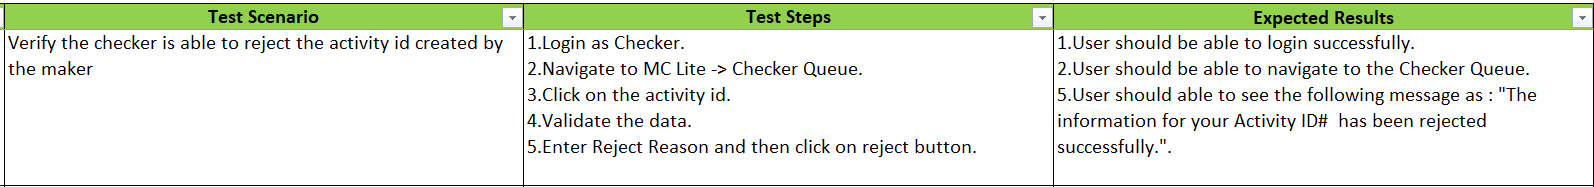 Test Scenario
Test Steps
Expected Results
Verify the checker is able to reject the activity id created by
the maker
1.Login as Checker.
2.Navigate to MC Lite -> Checker Queue.
3.Click on the activity id.
4.Validate the data.
5.Enter Reject Reason and then click on reject button.
1.User should be able to login successfully.
2.User should be able to navigate to the Checker Queue.
5.User should able to see the following message as : "The
information for your Activity ID#  has been rejected
successfully.".